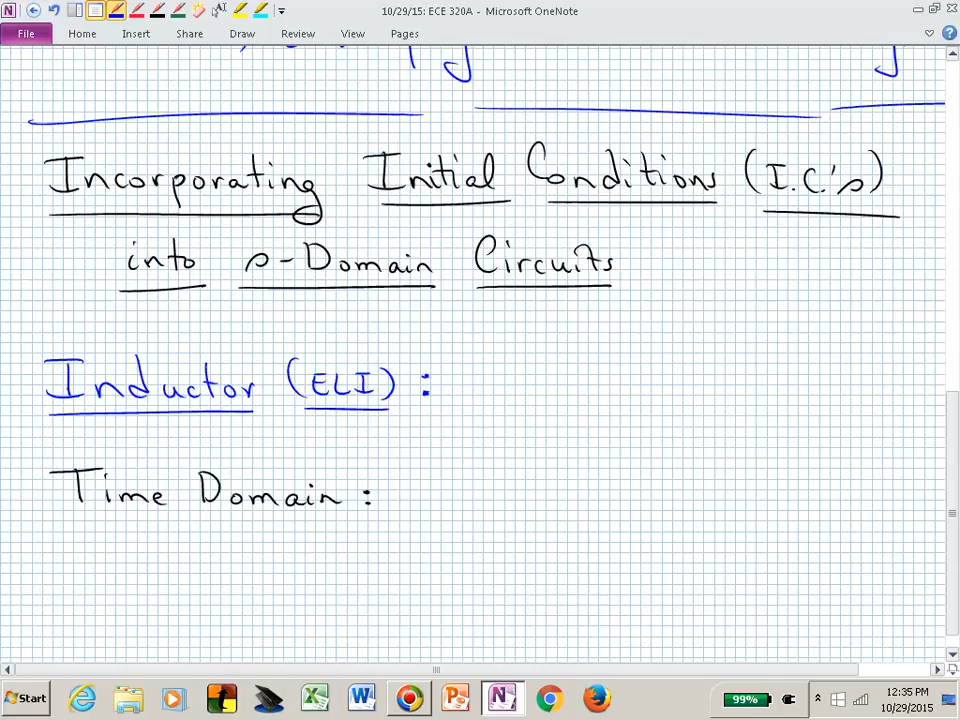 10/29/15: ECE 320A - Microsoft OneNote
File Home Insert Share Draw Review View Pages
Incorporating Initial Conditions (I.C.'s)
into s-Domain Circuits
Inductor (ELI) :
Time Domain :
Start 99% 12:35 PM
10/29/2015